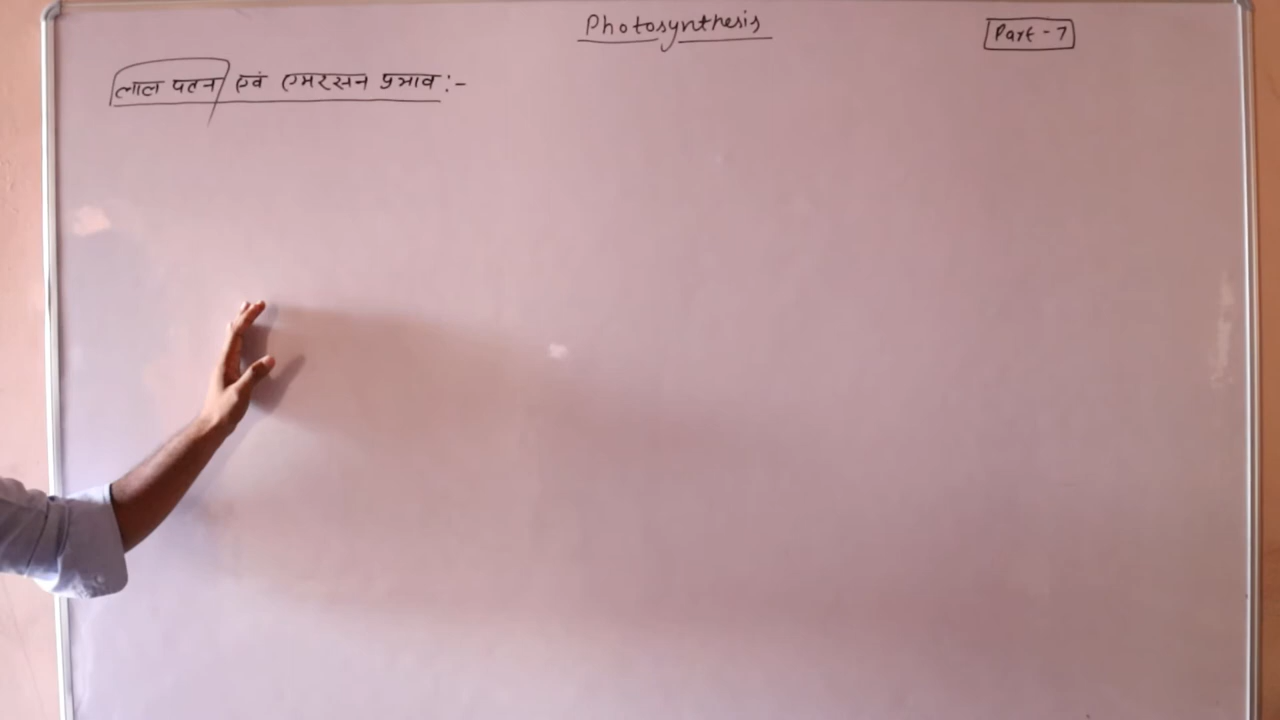 Photosynthesis
Part - 7
लाल पतन एवं एमरसन प्रभाव :-